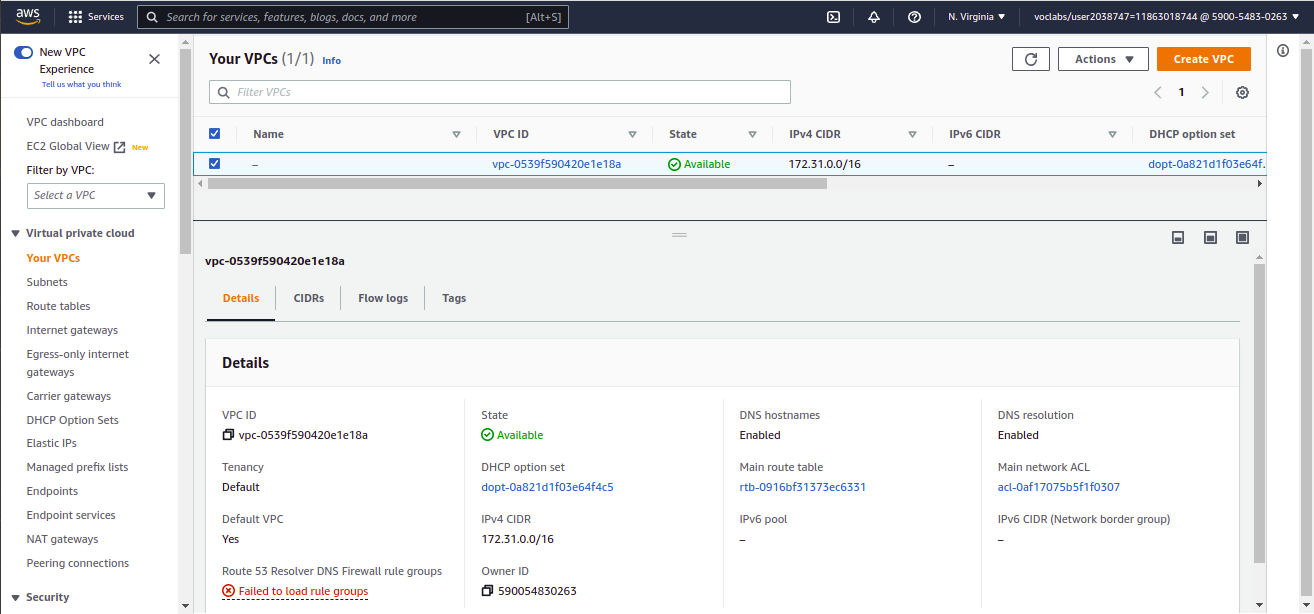 aws
Services
Search for services, features, blogs, docs, and more
[Alt+S]
N. Virginia
voclabs/user2038747=11863018744 @ 5900-5483-0263
New VPC
Experience
Tell us what you think
VPC dashboard
EC2 Global View New
Filter by VPC:
Select a VPC
Virtual private cloud
Your VPCs
Subnets
Route tables
Internet gateways
Egress-only internet
gateways
Carrier gateways
DHCP Option Sets
Elastic IPs
Managed prefix lists
Endpoints
Endpoint services
NAT gateways
Peering connections
Security
Your VPCs (1/1) Info
Actions
Create VPC
Filter VPCs
1
Name VPC ID State IPv4 CIDR IPv6 CIDR DHCP option set
– vpc-0539f590420e1e18a Available 172.31.0.0/16 – dopt-0a821d1f03e64f.
vpc-0539f590420e1e18a
Details CIDRs Flow logs Tags
Details
VPC ID State DNS hostnames DNS resolution
vpc-0539f590420e1e18a Available Enabled Enabled
Tenancy DHCP option set Main route table Main network ACL
Default dopt-0a821d1f03e64f4c5 rtb-0916bf31373ec6331 acl-0af17075b5f1f0307
Default VPC IPv4 CIDR IPv6 pool IPv6 CIDR (Network border group)
Yes 172.31.0.0/16 – –
Route 53 Resolver DNS Firewall rule groups Owner ID
Failed to load rule groups 590054830263